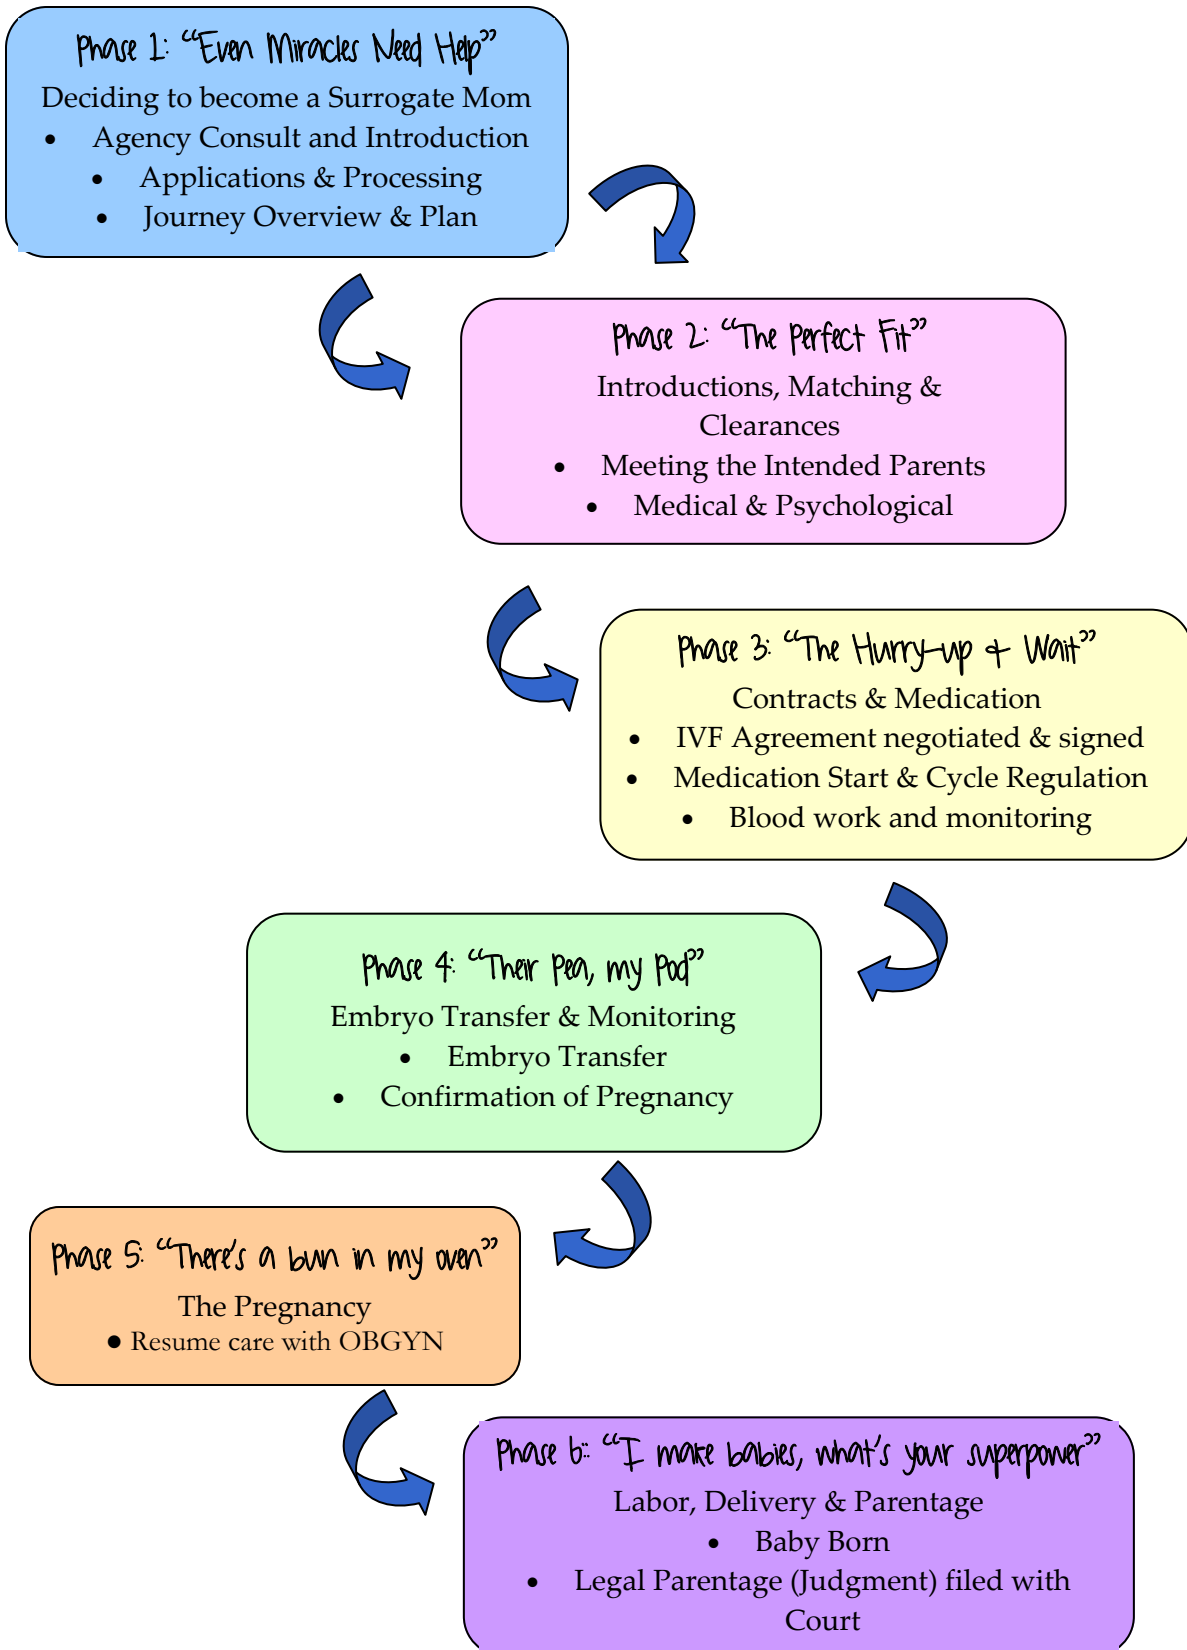 Phase 1: “Even Miracles Need Help”
Deciding to become a Surrogate Mom
• Agency Consult and Introduction
• Applications & Processing
• Journey Overview & Plan
Phase 2: “The Perfect Fit”
Introductions, Matching &
Clearances
• Meeting the Intended Parents
• Medical & Psychological
Phase 3: “The Hurry-up & Wait”
Contracts & Medication
• IVF Agreement negotiated & signed
• Medication Start & Cycle Regulation
• Blood work and monitoring
Phase 4: “Their Pea, my Pod”
Embryo Transfer & Monitoring
• Embryo Transfer
• Confirmation of Pregnancy
Phase 5: “There's a bun in my oven”
The Pregnancy
• Resume care with OBGYN
Phase 6:: “I make babies, what's your superpower”
Labor, Delivery & Parentage
• Baby Born
• Legal Parentage (Judgment) filed with
Court